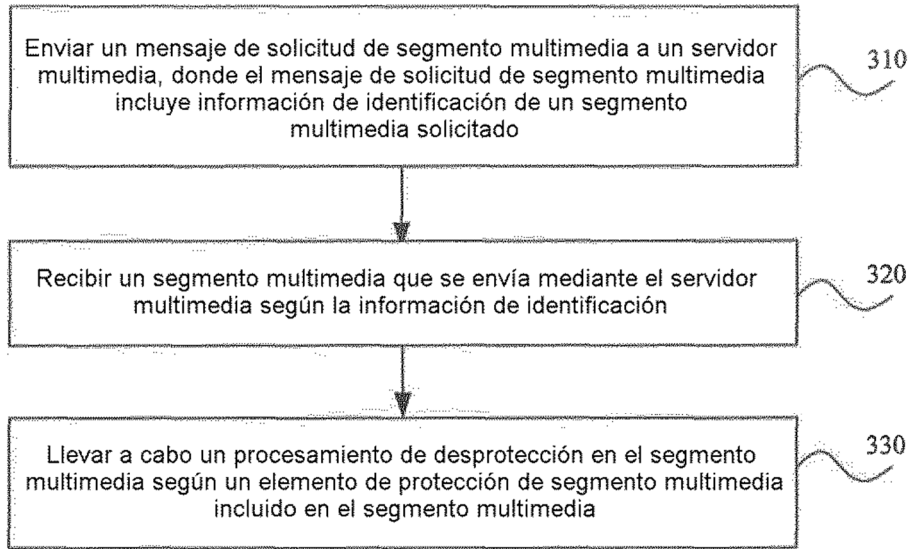 Enviar un mensaje de solicitud de segmento multimedia a un servidor
multimedia, donde el mensaje de solicitud de segmento multimedia
incluye información de identificación de un segmento
multimedia solicitado
310
Recibir un segmento multimedia que se envía mediante el servidor
multimedia según la información de identificación
320
Llevar a cabo un procesamiento de desprotección en el segmento
multimedia según un elemento de protección de segmento multimedia
incluido en el segmento multimedia.
330